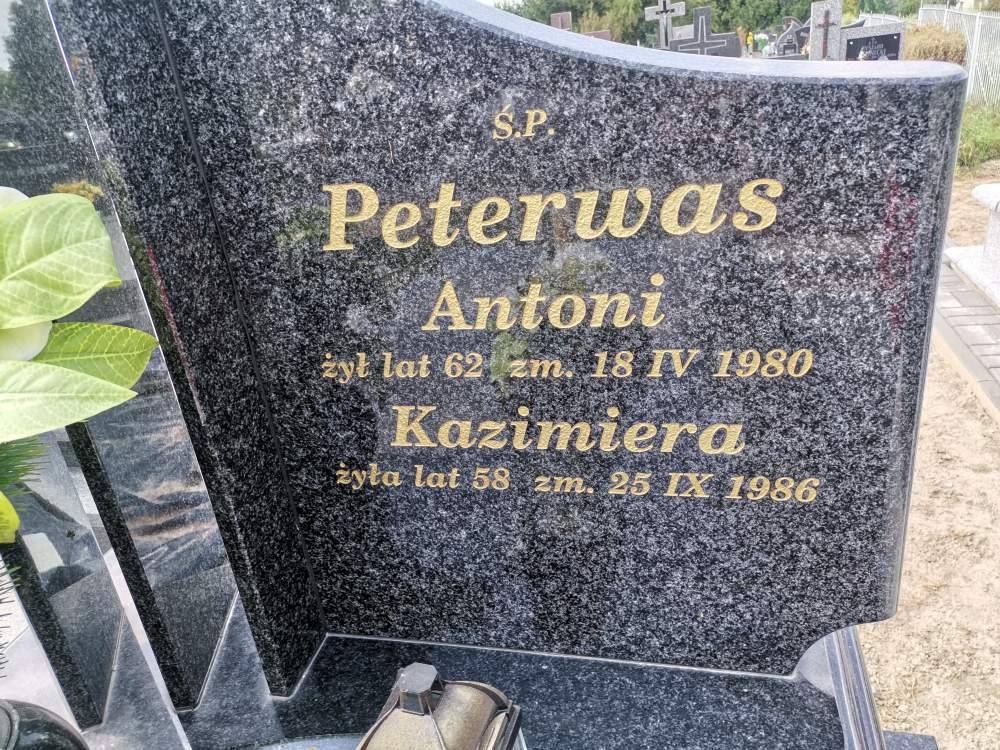 Ś.P.
Peterwas
Antoni
żył lat 62 zm. 18 IV 1980
Kazimiera
żyła lat 58 zm. 25 IX 1986